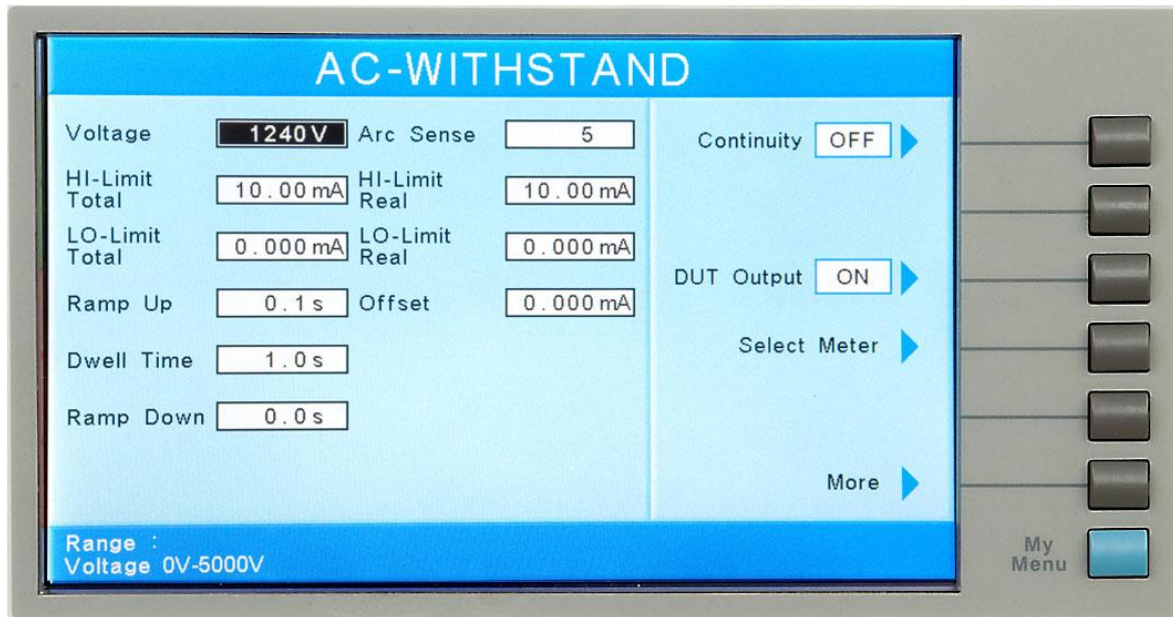 AC-WITHSTAND
Voltage 1240V Arc Sense 5
HI-Limit Total 10.00mA HI-Limit Real 10.00mA
LO-Limit Total 0.000mA LO-Limit Real 0.000mA
Ramp Up 0.1s Offset 0.000mA
Dwell Time 1.0s
Ramp Down 0.0s
Continuity OFF
DUT Output ON
Select Meter
More
Range :
Voltage 0V-5000V
My
Menu